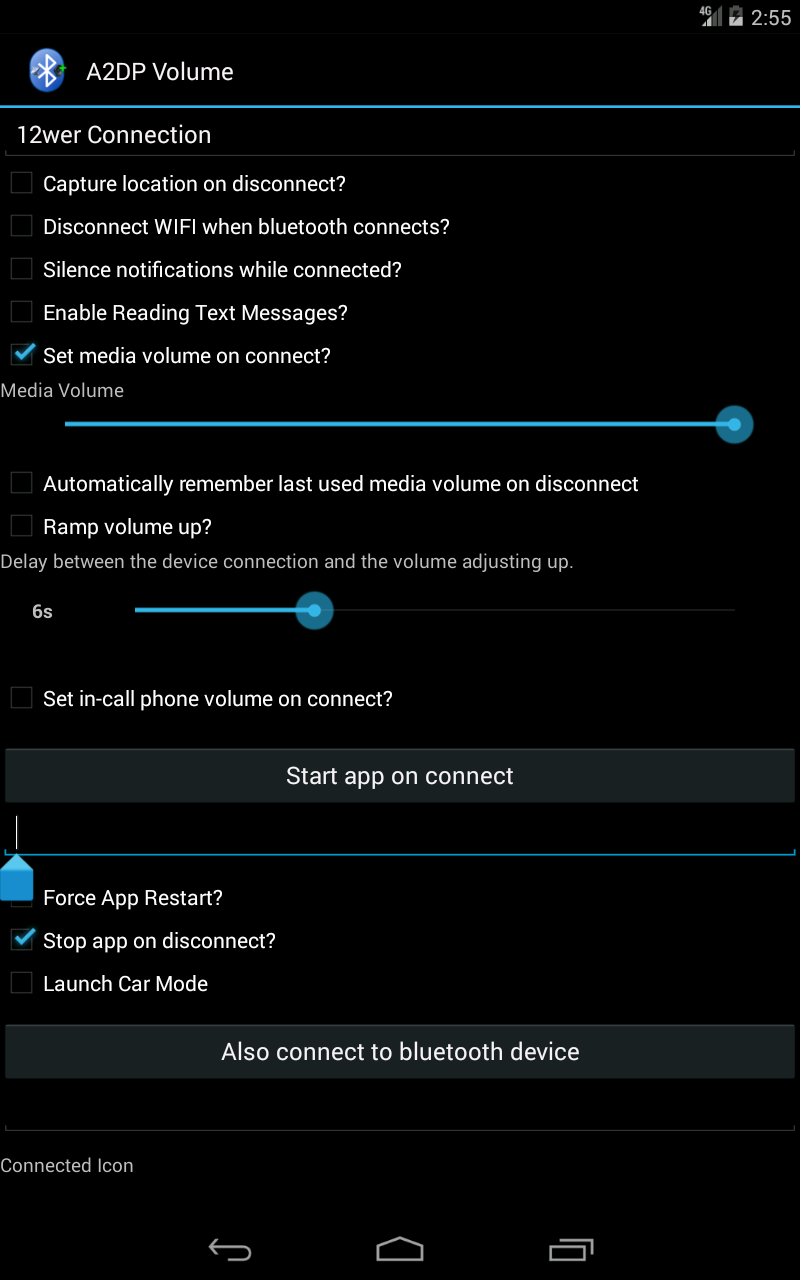 4G 2:55
A2DP Volume
12wer Connection
Capture location on disconnect?
Disconnect WIFI when bluetooth connects?
Silence notifications while connected?
Enable Reading Text Messages?
Set media volume on connect?
Media Volume
Automatically remember last used media volume on disconnect
Ramp volume up?
Delay between the device connection and the volume adjusting up.
6s
Set in-call phone volume on connect?
Start app on connect
Force App Restart?
Stop app on disconnect?
Launch Car Mode
Also connect to bluetooth device
Connected Icon